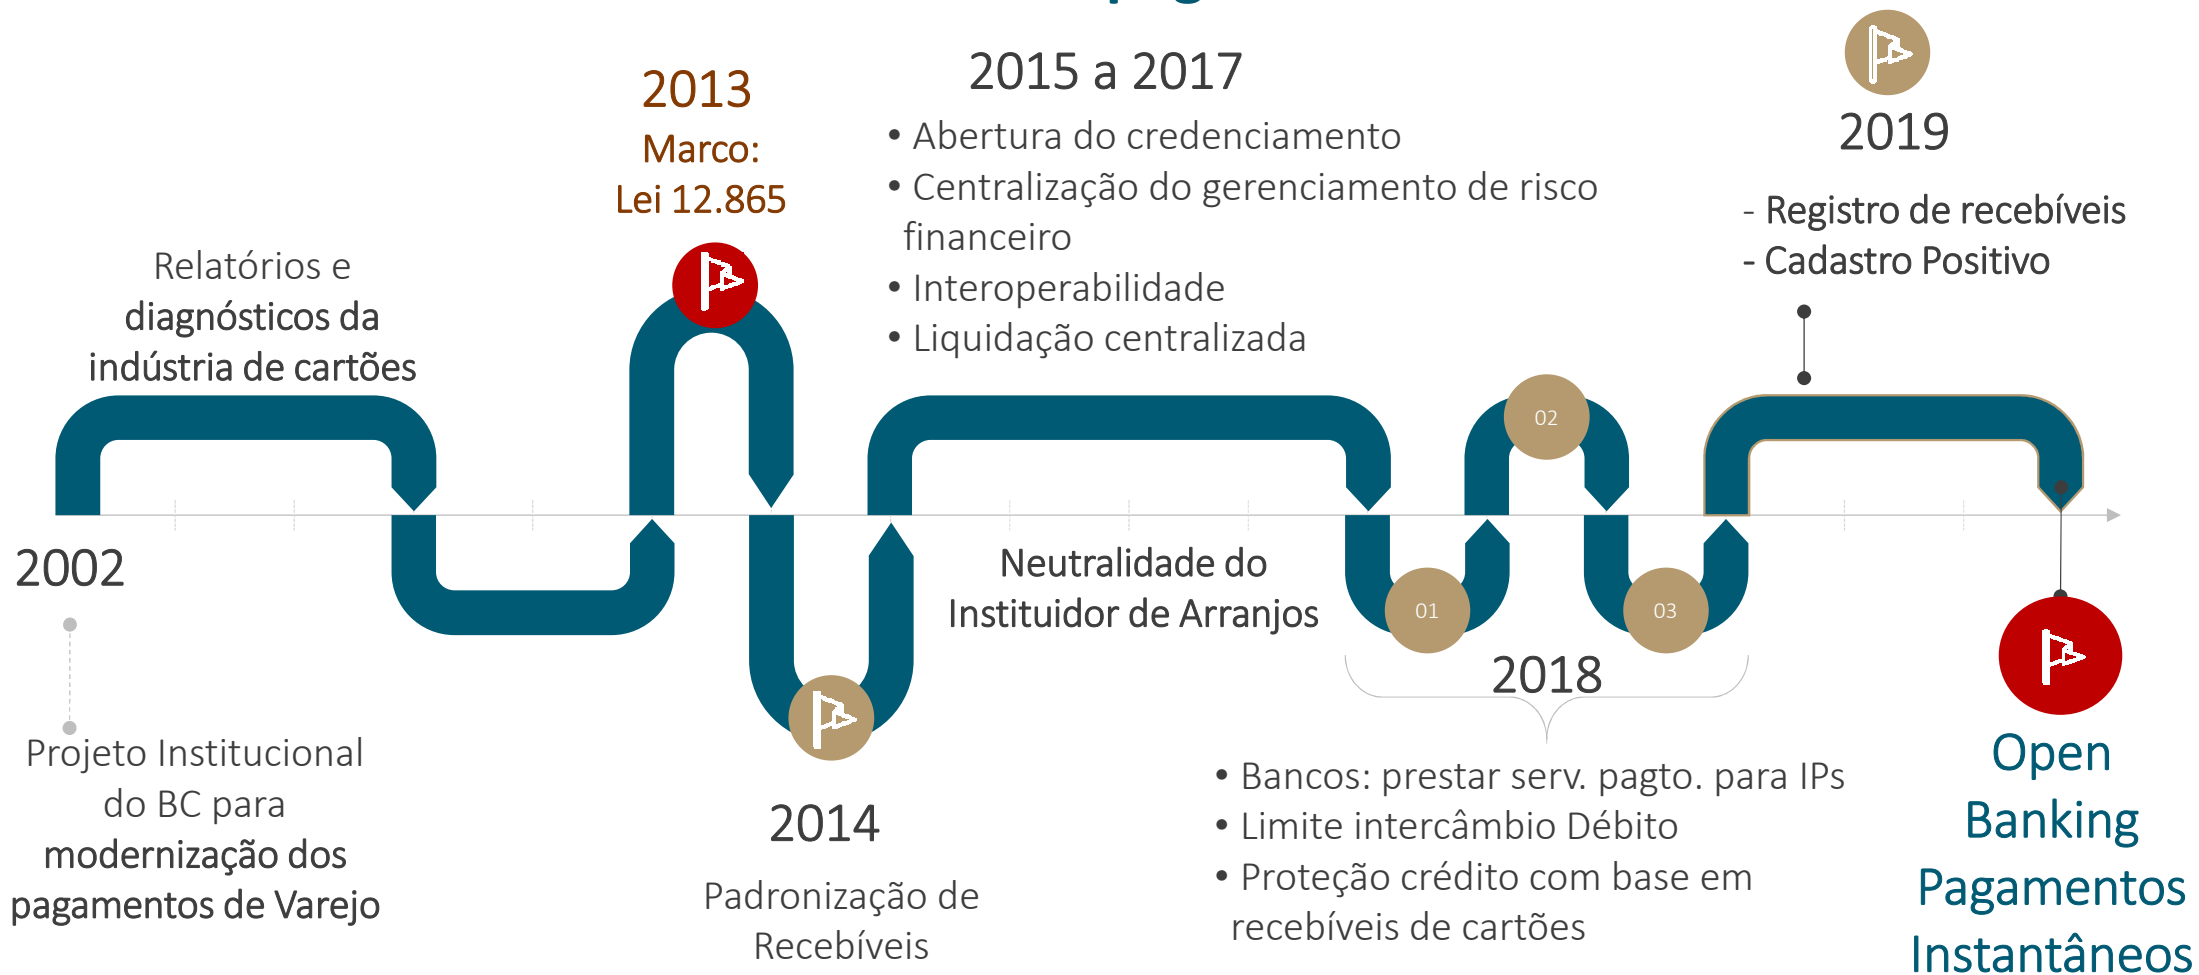 2002
Projeto Institucional
do BC para
modernização dos
pagamentos de Varejo
Relatórios e
diagnósticos da
indústria de cartões
2013
Marco:
Lei 12.865
2014
Padronização de
Recebíveis
2015 a 2017
• Abertura do credenciamento
• Centralização do gerenciamento de risco
financeiro
• Interoperabilidade
• Liquidação centralizada
Neutralidade do
Instituidor de Arranjos
01
02
03
2018
• Bancos: prestar serv. pagto. para IPs
• Limite intercâmbio Débito
• Proteção crédito com base em
recebíveis de cartões
2019
- Registro de recebíveis
- Cadastro Positivo
Open
Banking
Pagamentos
Instantâneos